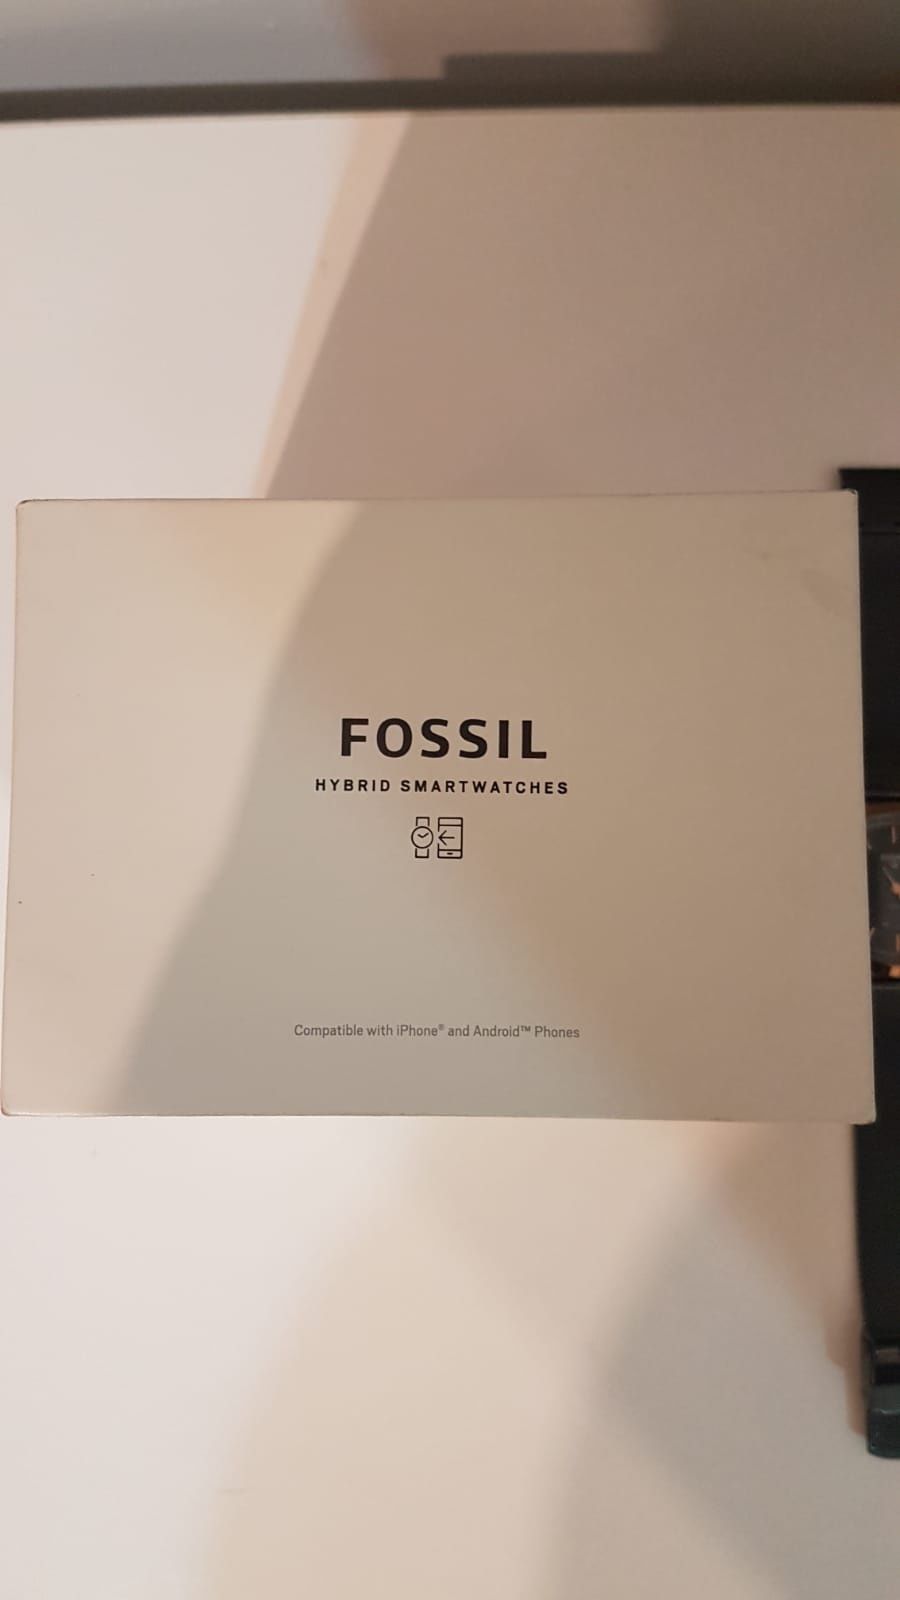 FOSSIL
HYBRID SMARTWATCHES
Compatible with iPhone® and Android™ Phones